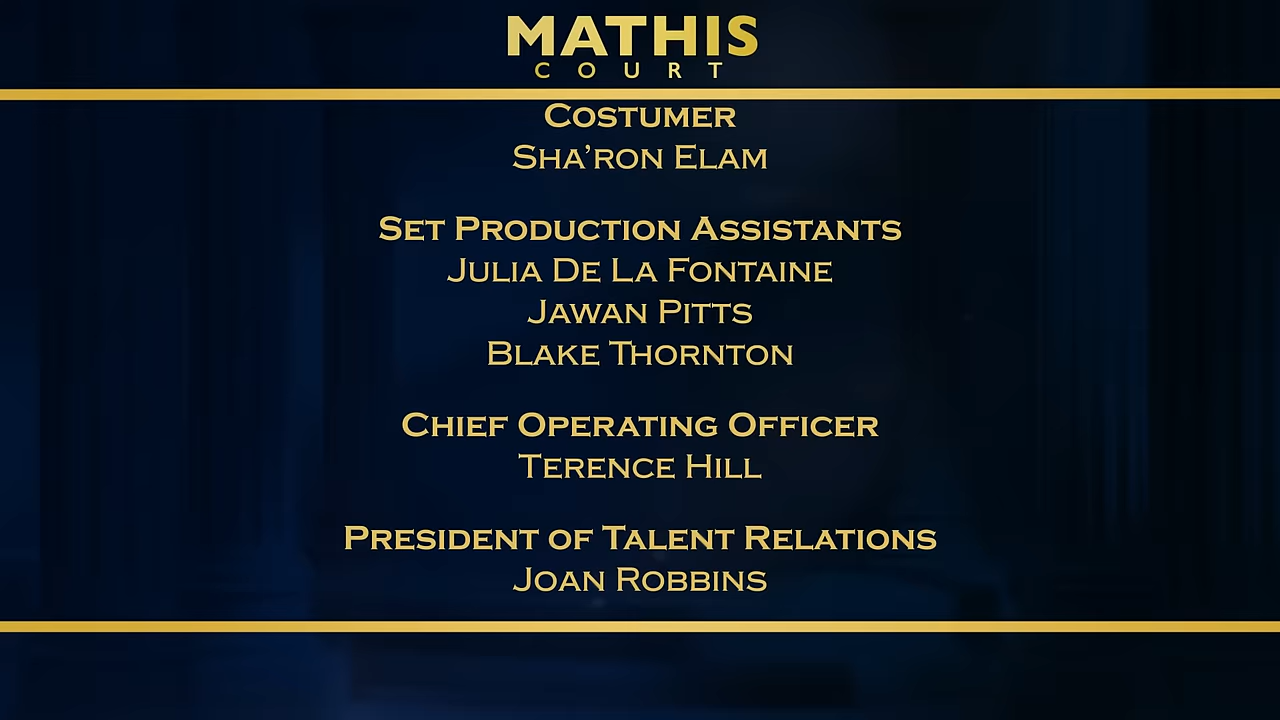 MATHIS
COURT
Costumer
Sha’ron Elam
Set Production Assistants
Julia De La Fontaine
Jawan Pitts
Blake Thornton
Chief Operating Officer
Terence Hill
President of Talent Relations
Joan Robbins